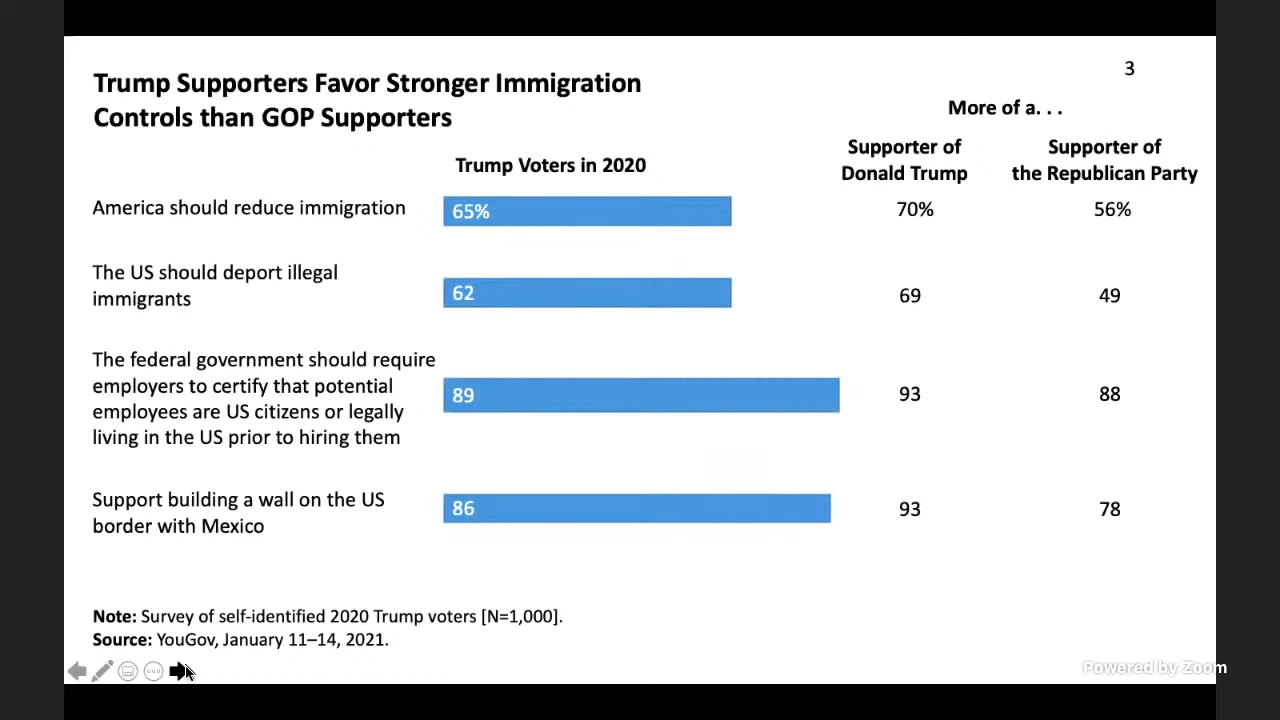 3
Trump Supporters Favor Stronger Immigration
Controls than GOP Supporters
More of a. . .
Trump Voters in 2020
Supporter of
Donald Trump
Supporter of
the Republican Party
America should reduce immigration
65%
70%
56%
The US should deport illegal
immigrants
62
69
49
The federal government should require
employers to certify that potential
employees are US citizens or legally
living in the US prior to hiring them
89
93
88
Support building a wall on the US
border with Mexico
86
93
78
Note: Survey of self-identified 2020 Trump voters [N=1,000].
Source: YouGov, January 11–14, 2021.
Powered by Zoom